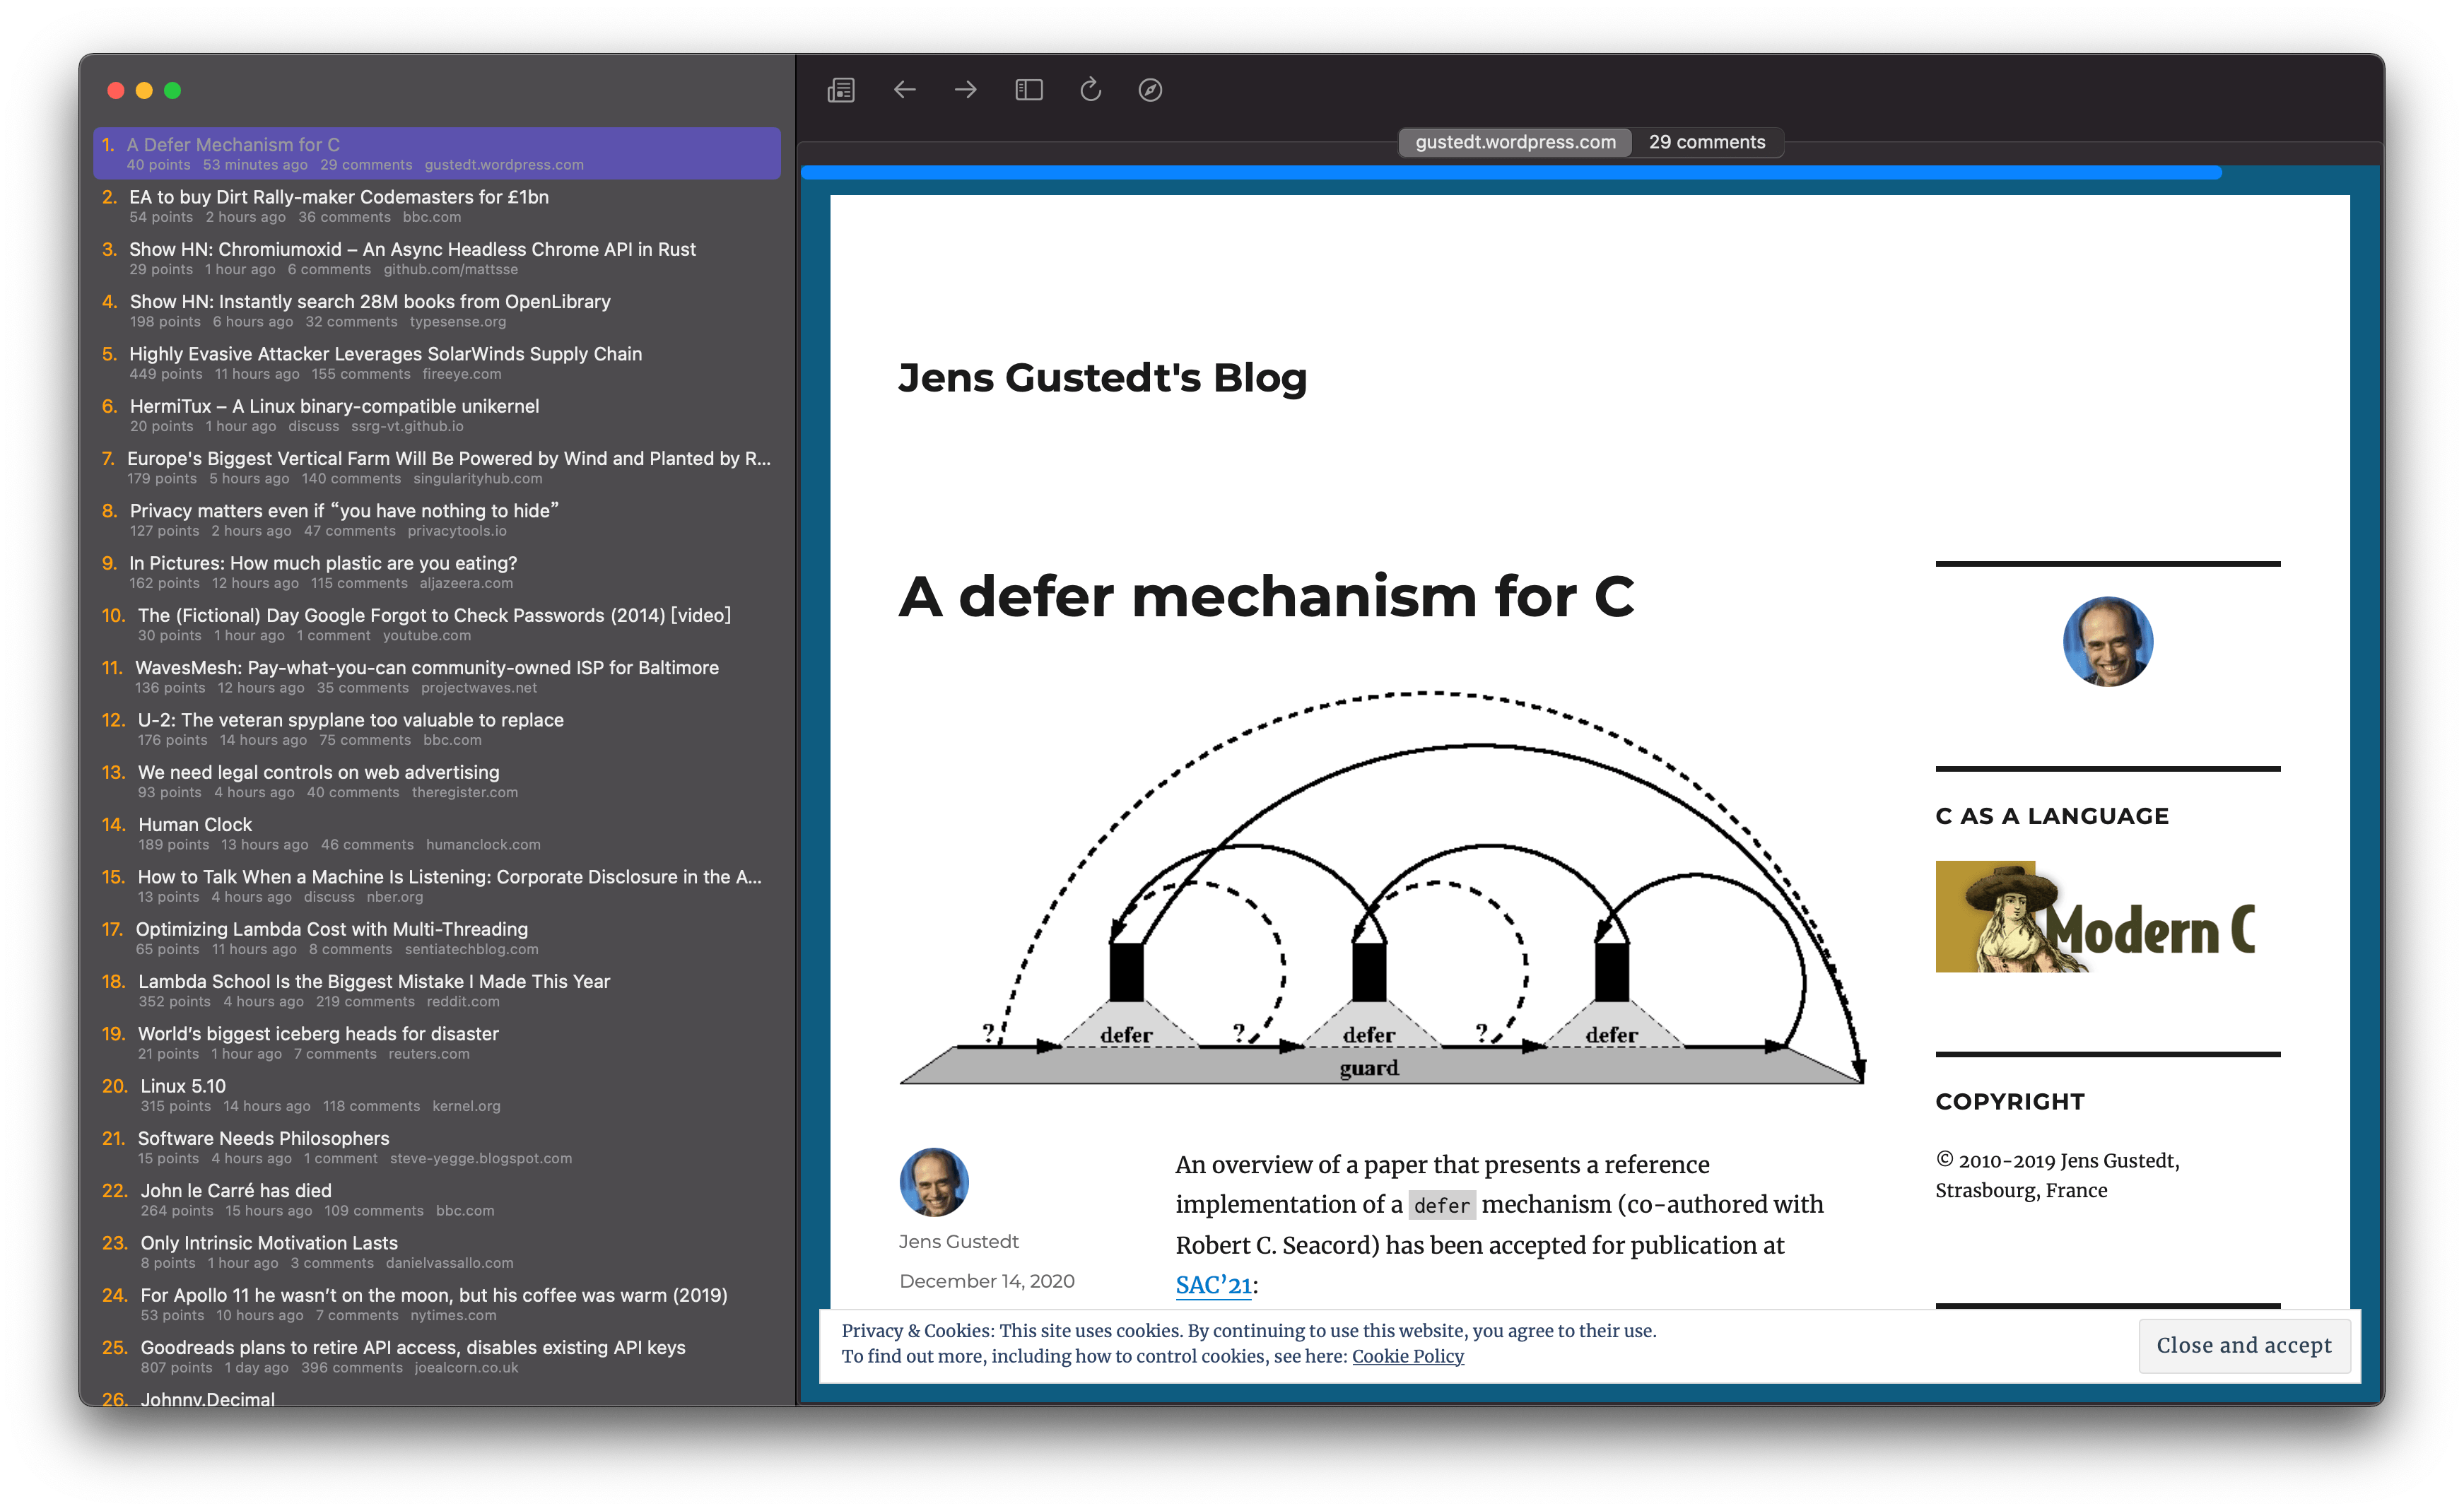 1. A Defer Mechanism for C
40 points 53 minutes ago 29 comments gustedt.wordpress.com
2. EA to buy Dirt Rally-maker Codemasters for £1bn
54 points 2 hours ago 36 comments bbc.com
3. Show HN: Chromiumoxid – An Async Headless Chrome API in Rust
29 points 1 hour ago 6 comments github.com/mattsse
4. Show HN: Instantly search 28M books from OpenLibrary
198 points 6 hours ago 32 comments typesense.org
5. Highly Evasive Attacker Leverages SolarWinds Supply Chain
449 points 11 hours ago 155 comments fireeye.com
6. HermiTux – A Linux binary-compatible unikernel
20 points 1 hour ago discuss ssrg-vt.github.io
7. Europe's Biggest Vertical Farm Will Be Powered by Wind and Planted by R...
179 points 5 hours ago 140 comments singularityhub.com
8. Privacy matters even if “you have nothing to hide”
127 points 2 hours ago 47 comments privacytools.io
9. In Pictures: How much plastic are you eating?
162 points 12 hours ago 115 comments aljazeera.com
10. The (Fictional) Day Google Forgot to Check Passwords (2014) [video]
30 points 1 hour ago 1 comment youtube.com
11. WavesMesh: Pay-what-you-can community-owned ISP for Baltimore
136 points 12 hours ago 35 comments projectwaves.net
12. U-2: The veteran spyplane too valuable to replace
176 points 14 hours ago 75 comments bbc.com
13. We need legal controls on web advertising
93 points 4 hours ago 40 comments theregister.com
14. Human Clock
189 points 13 hours ago 46 comments humanclock.com
15. How to Talk When a Machine Is Listening: Corporate Disclosure in the A...
13 points 4 hours ago discuss nber.org
17. Optimizing Lambda Cost with Multi-Threading
65 points 11 hours ago 8 comments sentiatechblog.com
18. Lambda School Is the Biggest Mistake I Made This Year
352 points 4 hours ago 219 comments reddit.com
19. World’s biggest iceberg heads for disaster
21 points 1 hour ago 7 comments reuters.com
20. Linux 5.10
315 points 14 hours ago 118 comments kernel.org
21. Software Needs Philosophers
15 points 4 hours ago 1 comment steve-yegge.blogspot.com
22. John le Carré has died
264 points 15 hours ago 109 comments bbc.com
23. Only Intrinsic Motivation Lasts
8 points 1 hour ago 3 comments danielvassallo.com
24. For Apollo 11 he wasn’t on the moon, but his coffee was warm (2019)
53 points 10 hours ago 7 comments nytimes.com
25. Goodreads plans to retire API access, disables existing API keys
807 points 1 day ago 396 comments joealcorn.co.uk
26. Johnny.Decimal
gustedt.wordpress.com 29 comments
Jens Gustedt's Blog
A defer mechanism for C
? defer ? defer ? defer
guard
Jens Gustedt
December 14, 2020
An overview of a paper that presents a reference
implementation of a defer mechanism (co-authored with
Robert C. Seacord) has been accepted for publication at
SAC’21:
C AS A LANGUAGE
Modern C
COPYRIGHT
© 2010-2019 Jens Gustedt,
Strasbourg, France
Privacy & Cookies: This site uses cookies. By continuing to use this website, you agree to their use.
To find out more, including how to control cookies, see here: Cookie Policy
Close and accept